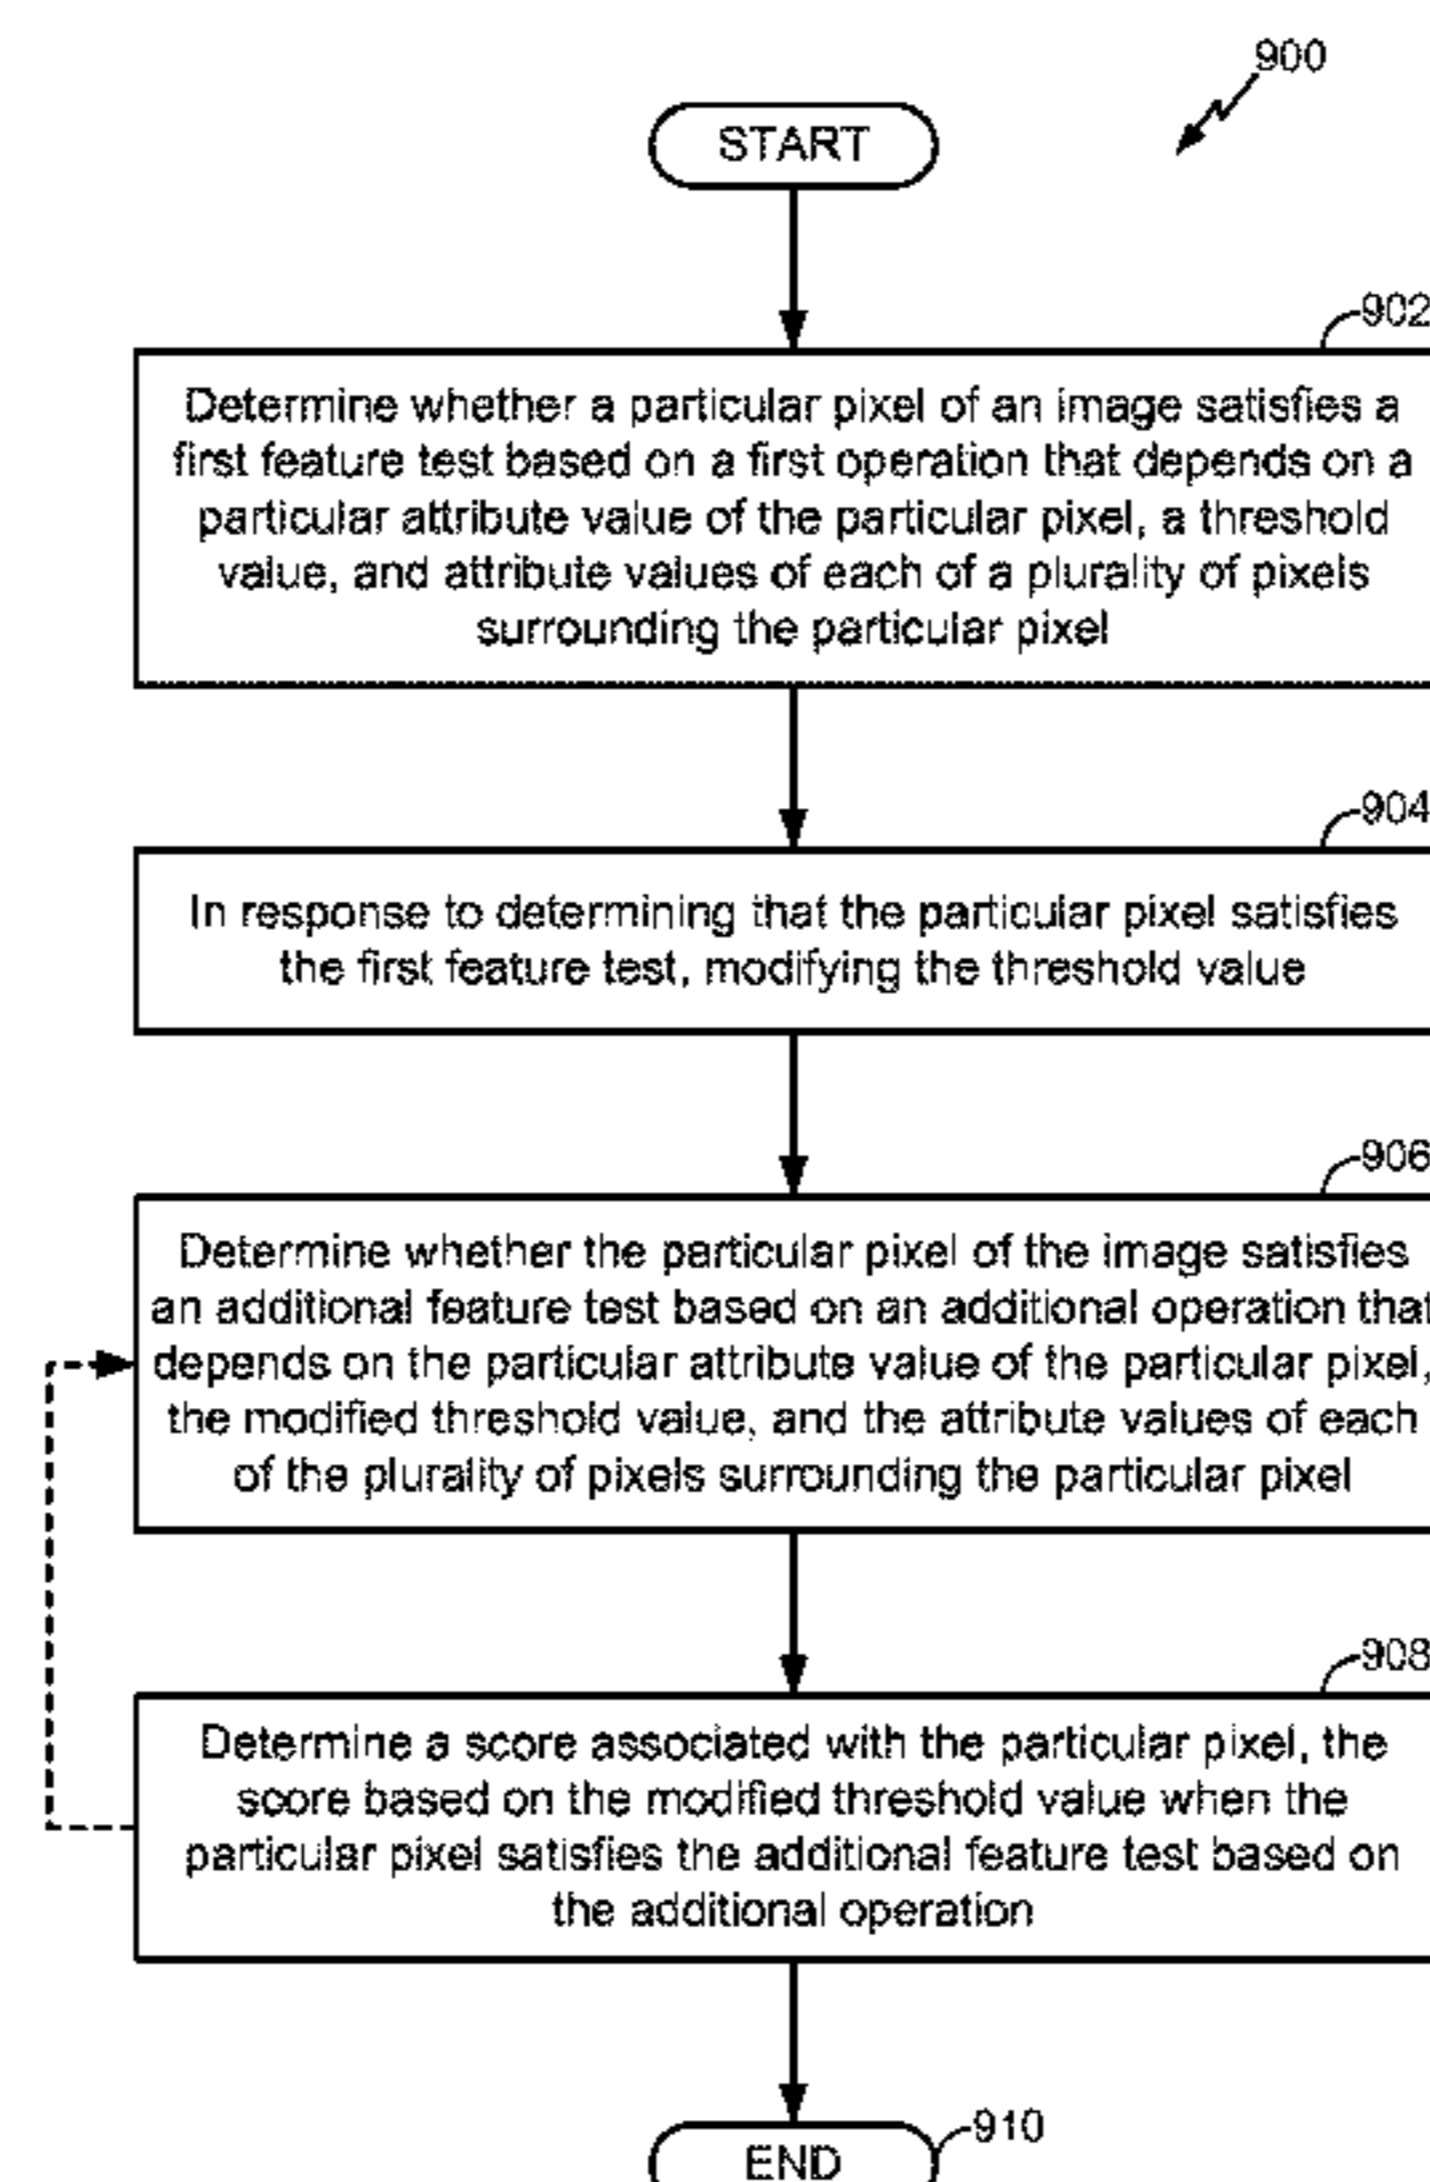 900
START
902
Determine whether a particular pixel of an image satisfies a
first feature test based on a first operation that depends on a
particular attribute value of the particular pixel, a threshold
value, and attribute values of each of a plurality of pixels
surrounding the particular pixel
904
In response to determining that the particular pixel satisfies
the first feature test, modifying the threshold value
906
Determine whether the particular pixel of the image satisfies
an additional feature test based on an additional operation that
depends on the particular attribute value of the particular pixel,
the modified threshold value, and the attribute values of each
of the plurality of pixels surrounding the particular pixel
908
Determine a score associated with the particular pixel, the
score based on the modified threshold value when the
particular pixel satisfies the additional feature test based on
the additional operation
910
END